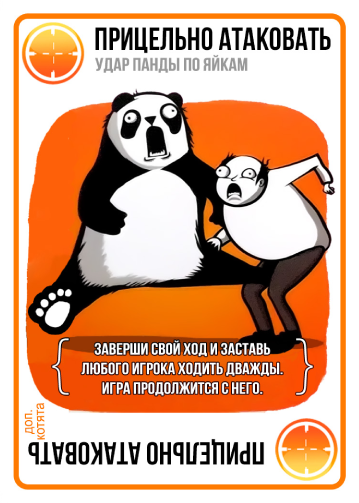 ПРИЦЕЛЬНО АТАКОВАТЬ
УДАР ПАНДЫ ПО ЯЙКАМ
ЗАВЕРШИ СВОЙ ХОД И ЗАСТАВЬ
ЛЮБОГО ИГРОКА ХОДИТЬ ДВАЖДЫ.
ИГРА ПРОДОЛЖИТСЯ С НЕГО.
ДОП.
КОТЯТА
ПРИЦЕЛЬНО АТАКОВАТЬ